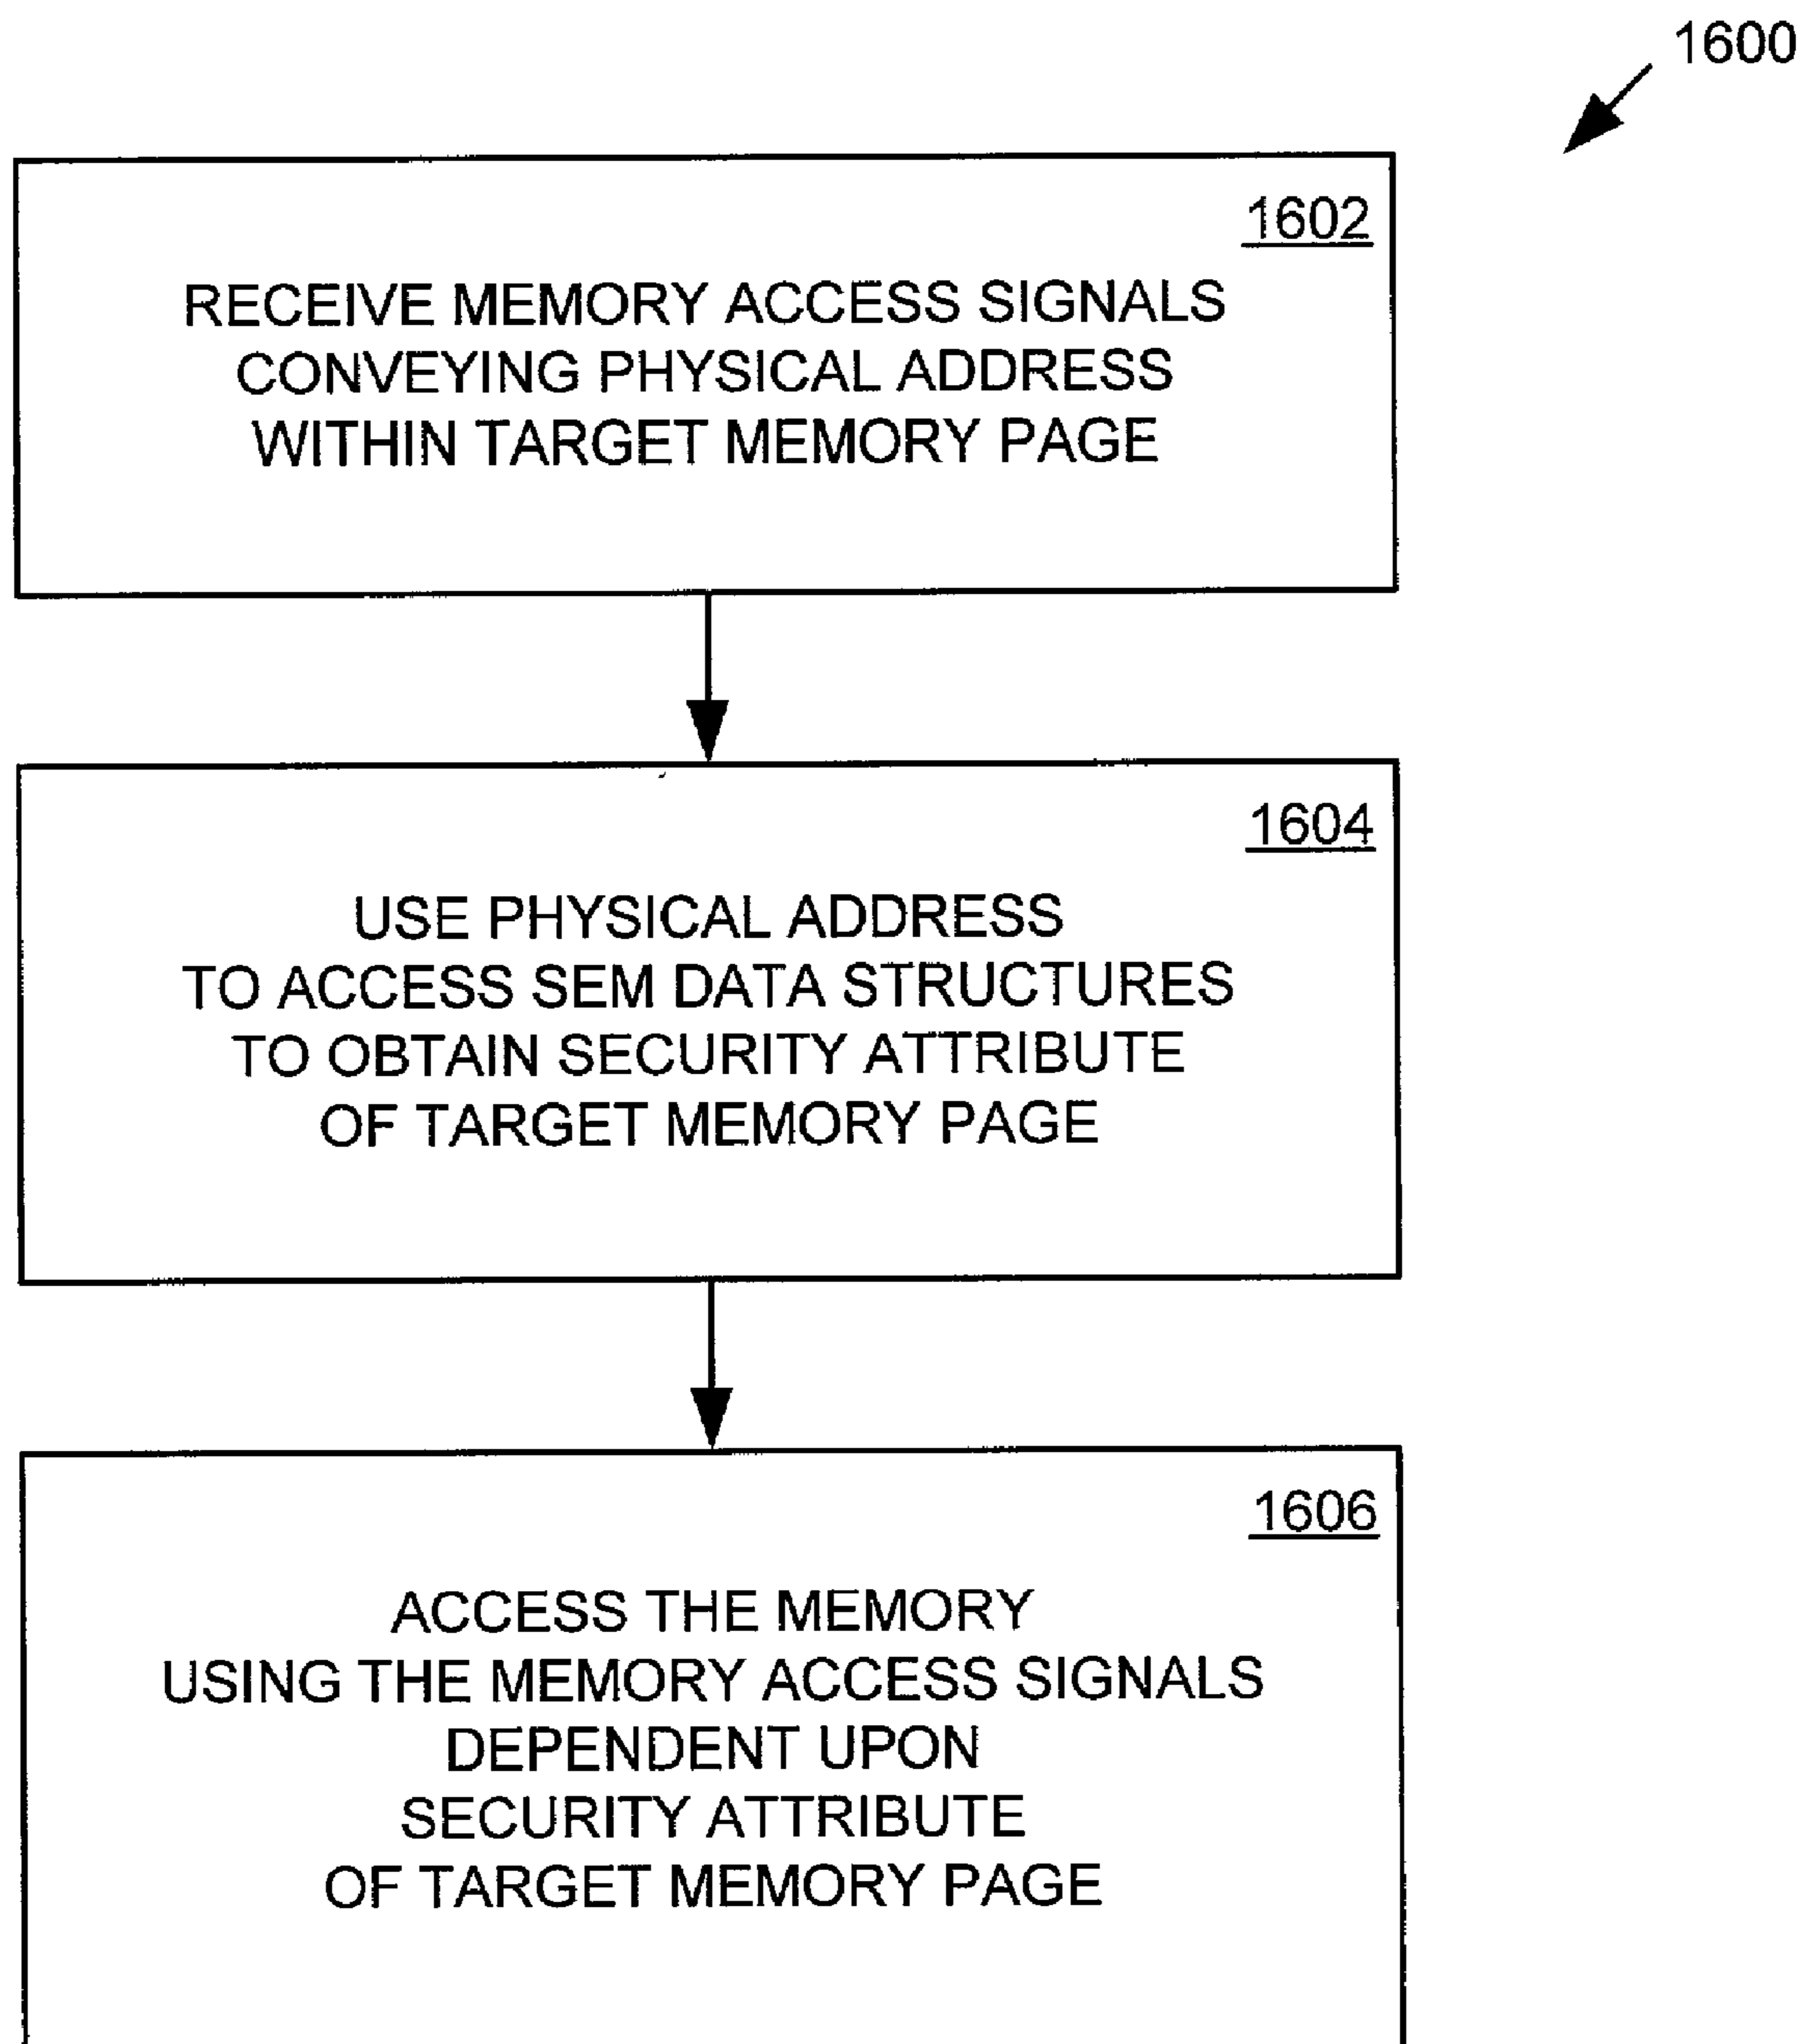 1600
1602
RECEIVE MEMORY ACCESS SIGNALS
CONVEYING PHYSICAL ADDRESS
WITHIN TARGET MEMORY PAGE
1604
USE PHYSICAL ADDRESS
TO ACCESS SEM DATA STRUCTURES
TO OBTAIN SECURITY ATTRIBUTE
OF TARGET MEMORY PAGE
1606
ACCESS THE MEMORY
USING THE MEMORY ACCESS SIGNALS
DEPENDENT UPON
SECURITY ATTRIBUTE
OF TARGET MEMORY PAGE